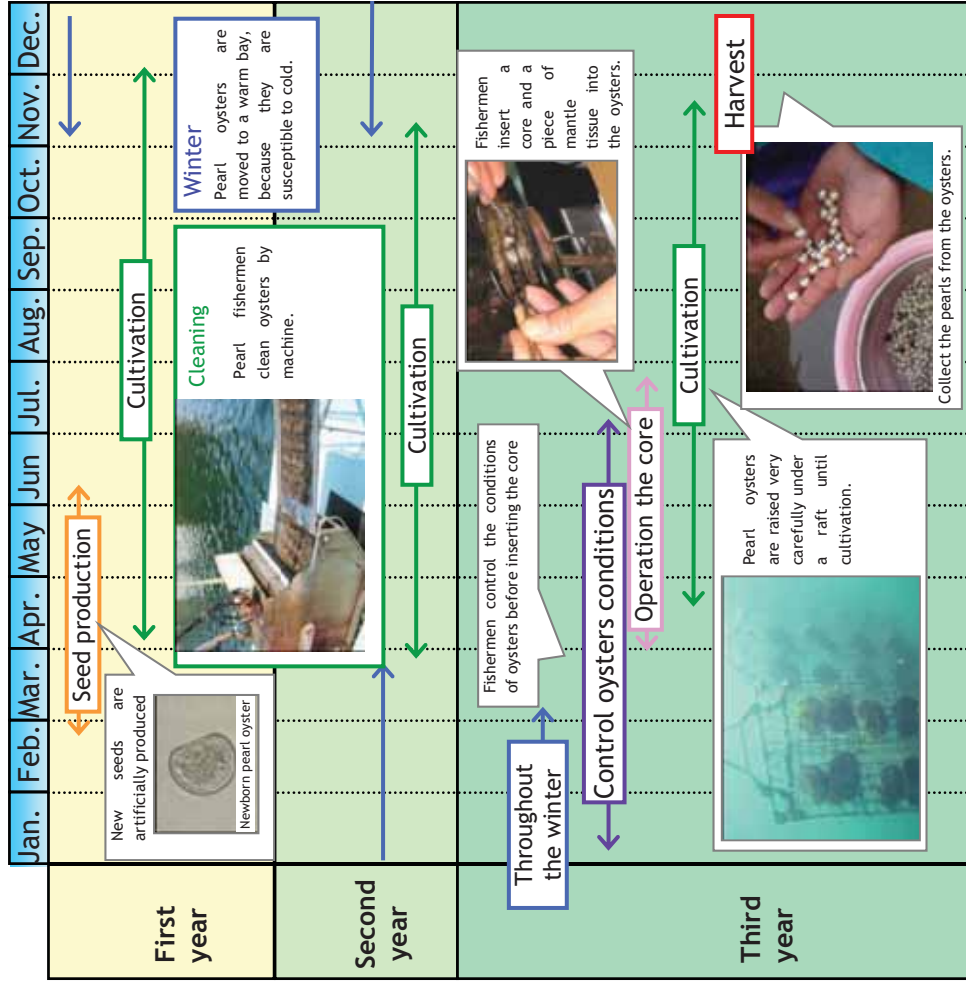 Jan. Feb. Mar. Apr. May Jun Jul. Aug. Sep. Oct. Nov. Dec.
First
year
Seed production
New seeds are
artificially produced
Newborn pearl oyster
Cultivation
Cleaning
Pearl fishermen
clean oysters by
machine.
Winter
Pearl oysters are
moved to a warm bay,
because they are
susceptible to cold.
Second
year
Cultivation
Third
year
Throughout
the winter
Fishermen control the conditions
of oysters before inserting the core
Control oysters conditions
Operation the core
Fishermen
insert a
core and a
piece of
mantle
tissue into
the oysters.
Cultivation
Pearl oysters
are raised very
carefully under
a raft until
cultivation.
Harvest
Collect the pearls from the oysters.